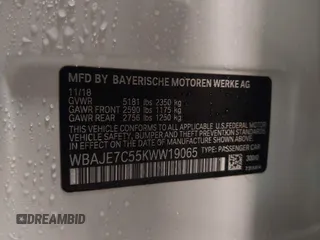 MFD BY BAYERISCHE MOTOREN WERKE AG
11/18
GVWR 5181 lbs 2350 kg
GAWR FRONT 2590 lbs 1175 kg
GAWR REAR 2756 lbs 1250 kg
THIS VEHICLE CONFORMS TO ALL APPLICABLE
U.S. FEDERAL MOTOR VEHICLE SAFETY,
BUMPER, AND THEFT PREVENTION STANDARDS
IN EFFECT ON THE DATE OF MANUFACTURE
SHOWN ABOVE.
WBAJE7C55KWW19065 TYPE: PASSENGER CAR
DREAMBID